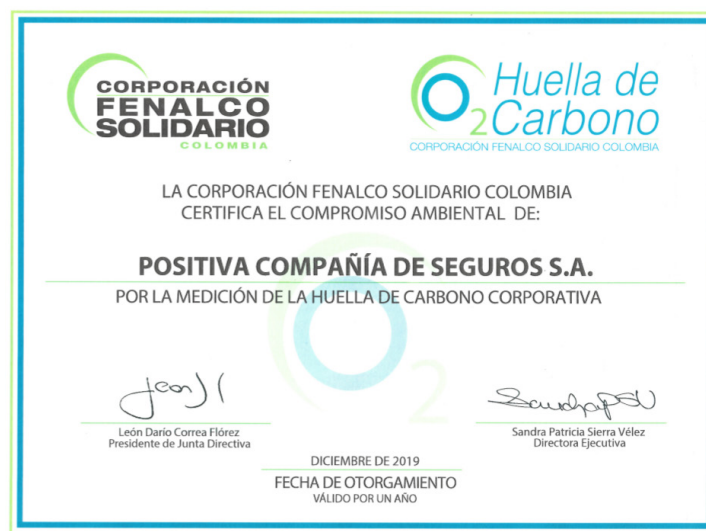 CORPORACIÓN
FENALCO
SOLIDARIO
COLOMBIA
O2 Huella de
Carbono
CORPORACIÓN FENALCO SOLIDARIO COLOMBIA
LA CORPORACIÓN FENALCO SOLIDARIO COLOMBIA
CERTIFICA EL COMPROMISO AMBIENTAL DE:
POSITIVA COMPAÑÍA DE SEGUROS S.A.
POR LA MEDICIÓN DE LA HUELLA DE CARBONO CORPORATIVA
León Darío Correa Flórez
Presidente de Junta Directiva
Sandra Patricia Sierra Vélez
Directora Ejecutiva
DICIEMBRE DE 2019
FECHA DE OTORGAMIENTO
VÁLIDO POR UN AÑO